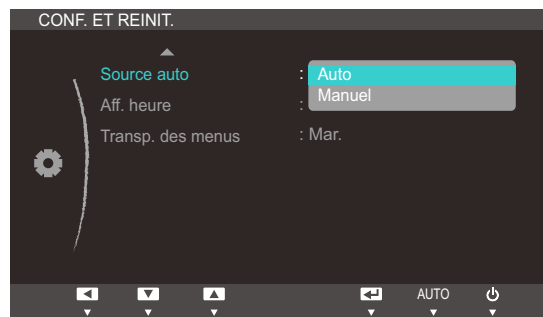 CONF. ET REINIT.
Source auto : Auto
Manuel
Aff. heure :
Transp. des menus : Mar.
AUTO